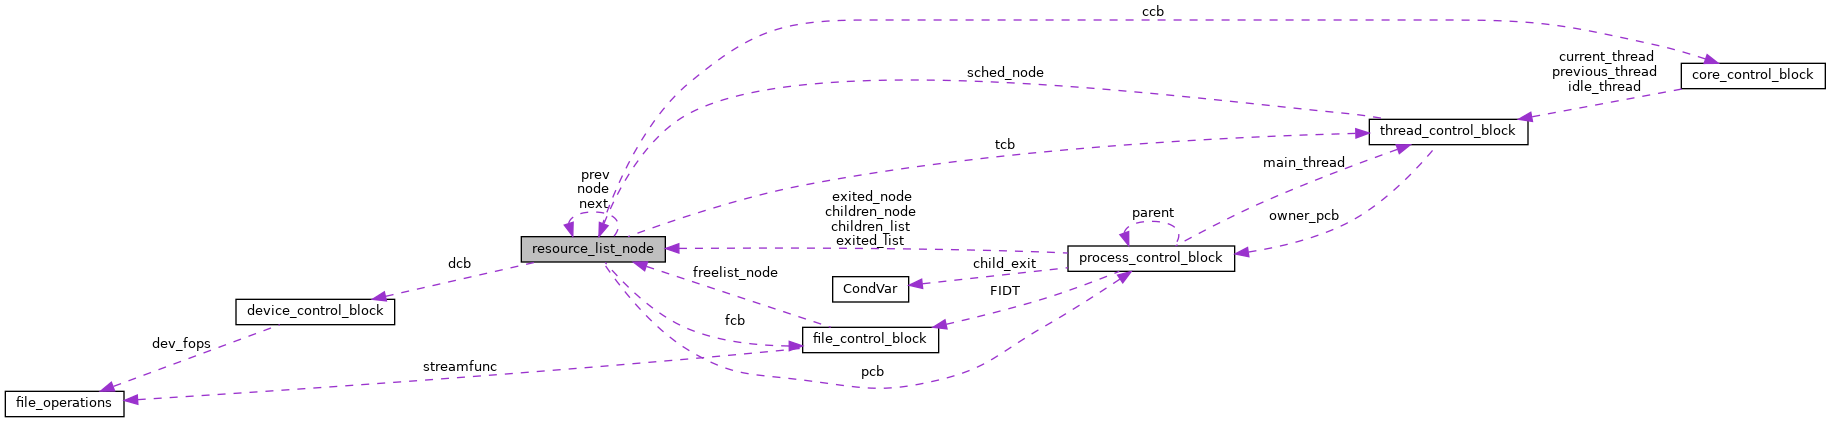 ccb
current_thread
previous_thread
idle_thread
core_control_block
sched_node
thread_control_block
tcb
main_thread
prev
node
next
exited_node
children_node
children_list
exited_list
parent
owner_pcb
resource_list_node
process_control_block
dcb
freelist_node
child_exit
CondVar
FIDT
device_control_block
fcb
file_control_block
dev_fops
streamfunc
pcb
file_operations